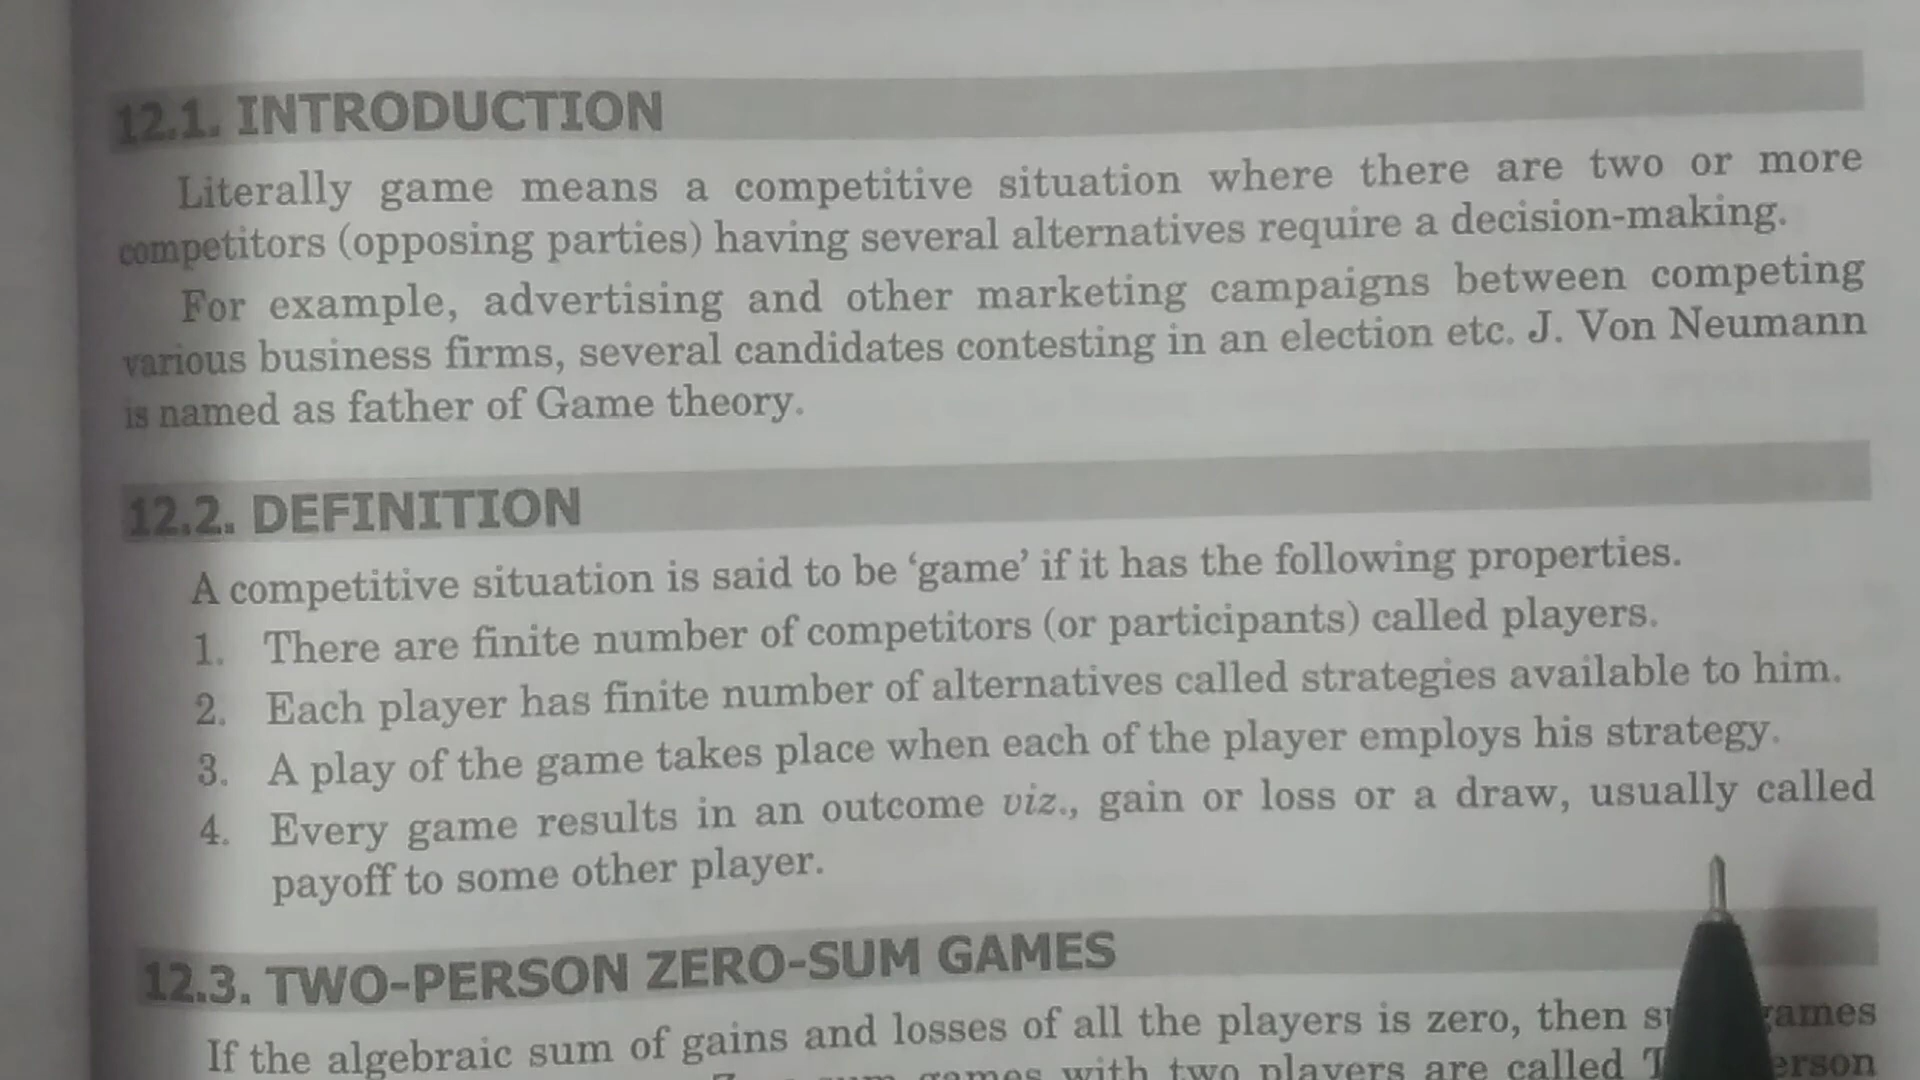 12.1. INTRODUCTION
Literally game means a competitive situation where there are two or more
competitors (opposing parties) having several alternatives require a decision-making.
For example, advertising and other marketing campaigns between competing
various business firms, several candidates contesting in an election etc. J. Von Neumann
is named as father of Game theory.
12.2. DEFINITION
A competitive situation is said to be ‘game’ if it has the following properties.
1. There are finite number of competitors (or participants) called players.
2. Each player has finite number of alternatives called strategies available to him.
3. A play of the game takes place when each of the player employs his strategy.
4. Every game results in an outcome viz., gain or loss or a draw, usually called
payoff to some other player.
12.3. TWO-PERSON ZERO-SUM GAMES
If the algebraic sum of gains and losses of all the players is zero, then games
games with two players are called